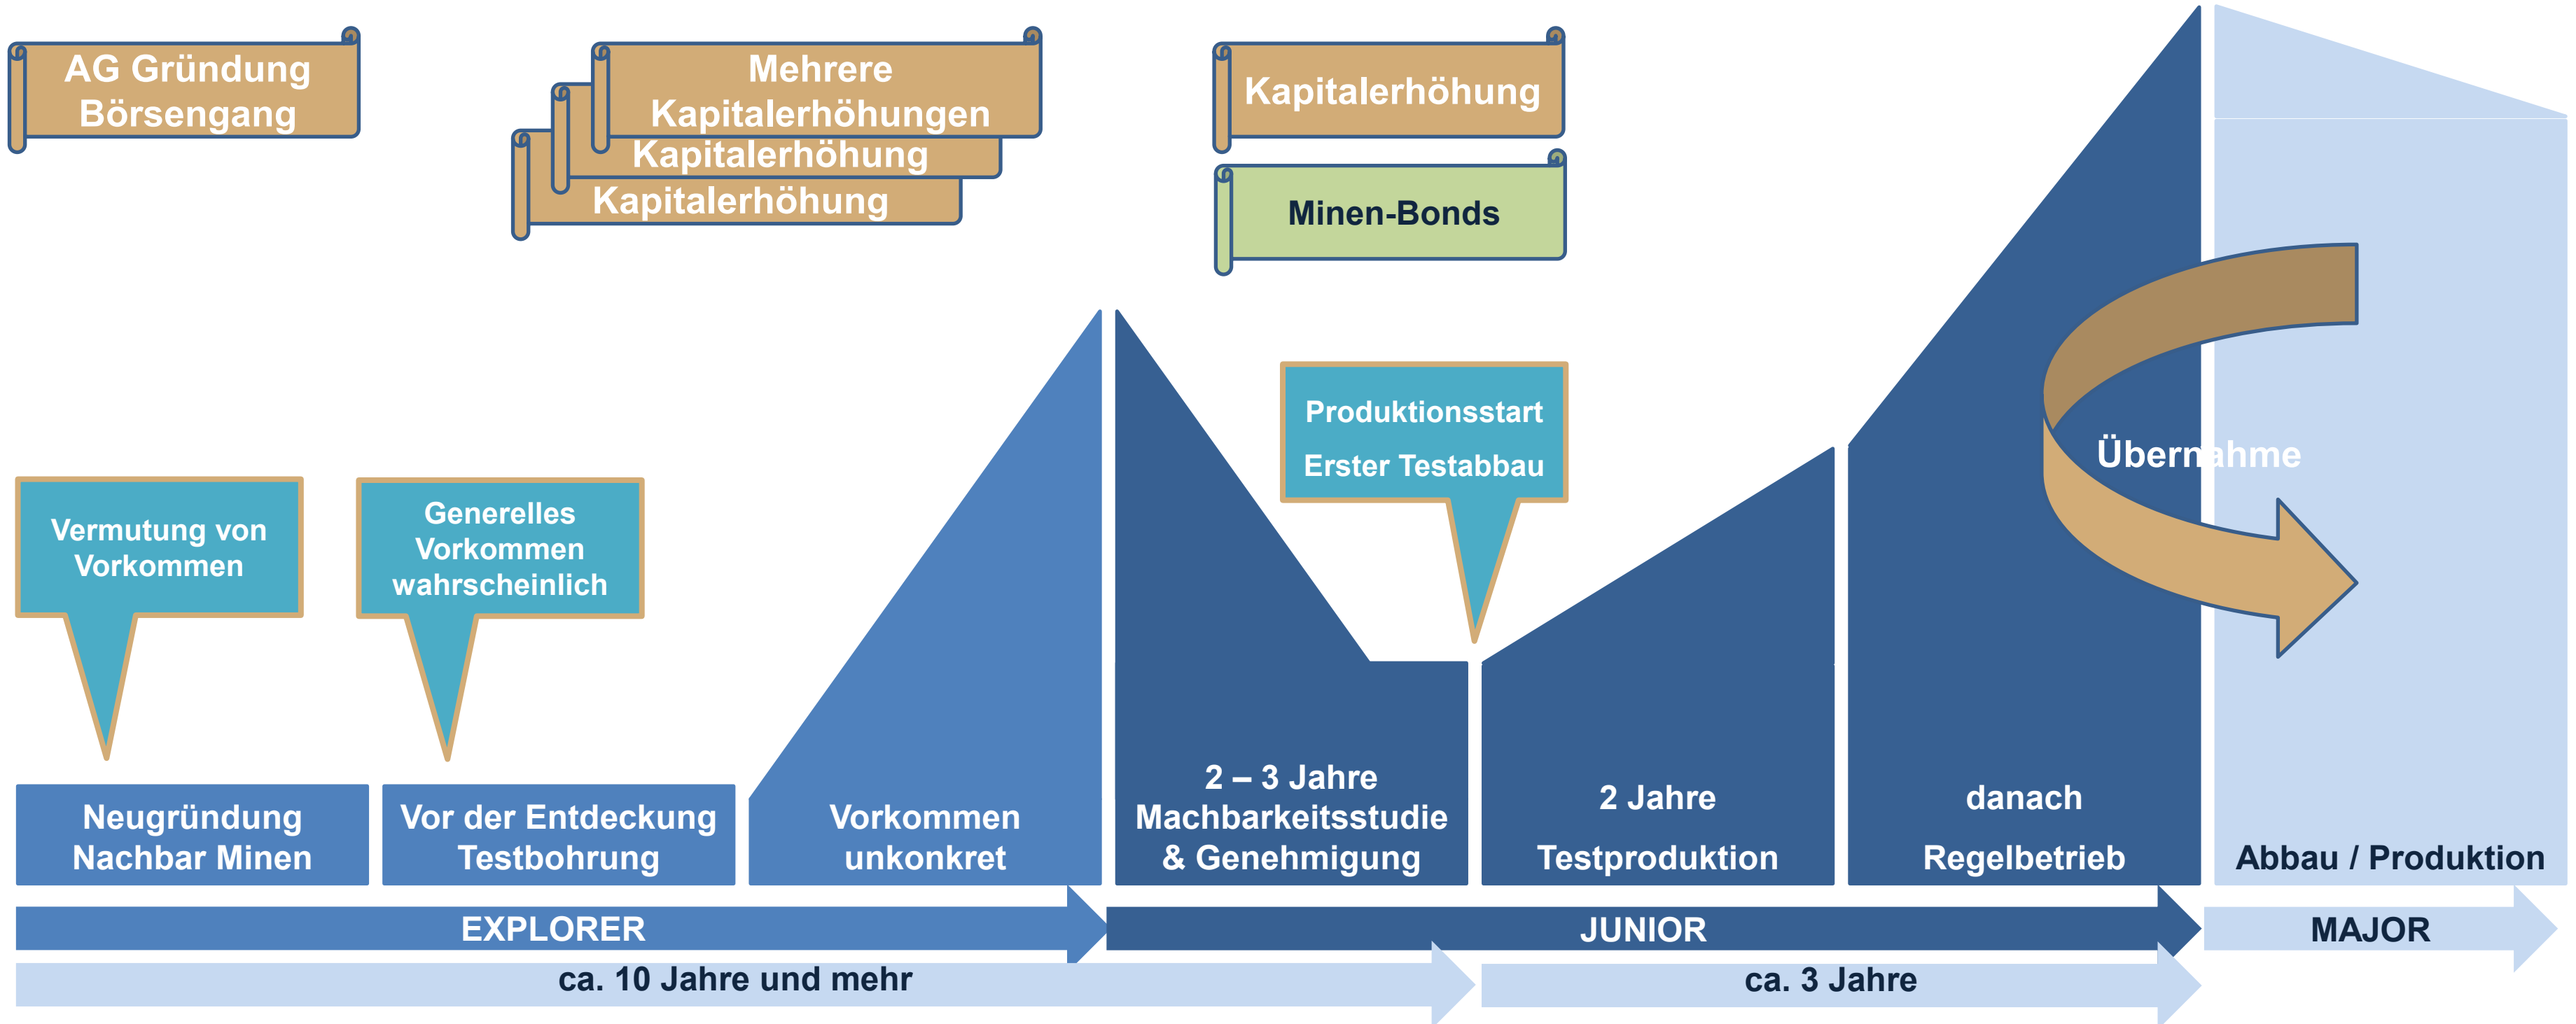 AG Gründung
Börsengang
Mehrere
Kapitalerhöhungen
Kapitalerhöhung
Kapitalerhöhung
Kapitalerhöhung
Minen-Bonds
Produktionsstart
Erster Testabbau
Übernahme
Vermutung von
Vorkommen
Generelles
Vorkommen
wahrscheinlich
Neugründung
Nachbar Minen
Vor der Entdeckung
Testbohrung
Vorkommen
unkonkret
2 – 3 Jahre
Machbarkeitsstudie
& Genehmigung
2 Jahre
Testproduktion
danach
Regelbetrieb
Abbau / Produktion
EXPLORER
JUNIOR
MAJOR
ca. 10 Jahre und mehr
ca. 3 Jahre